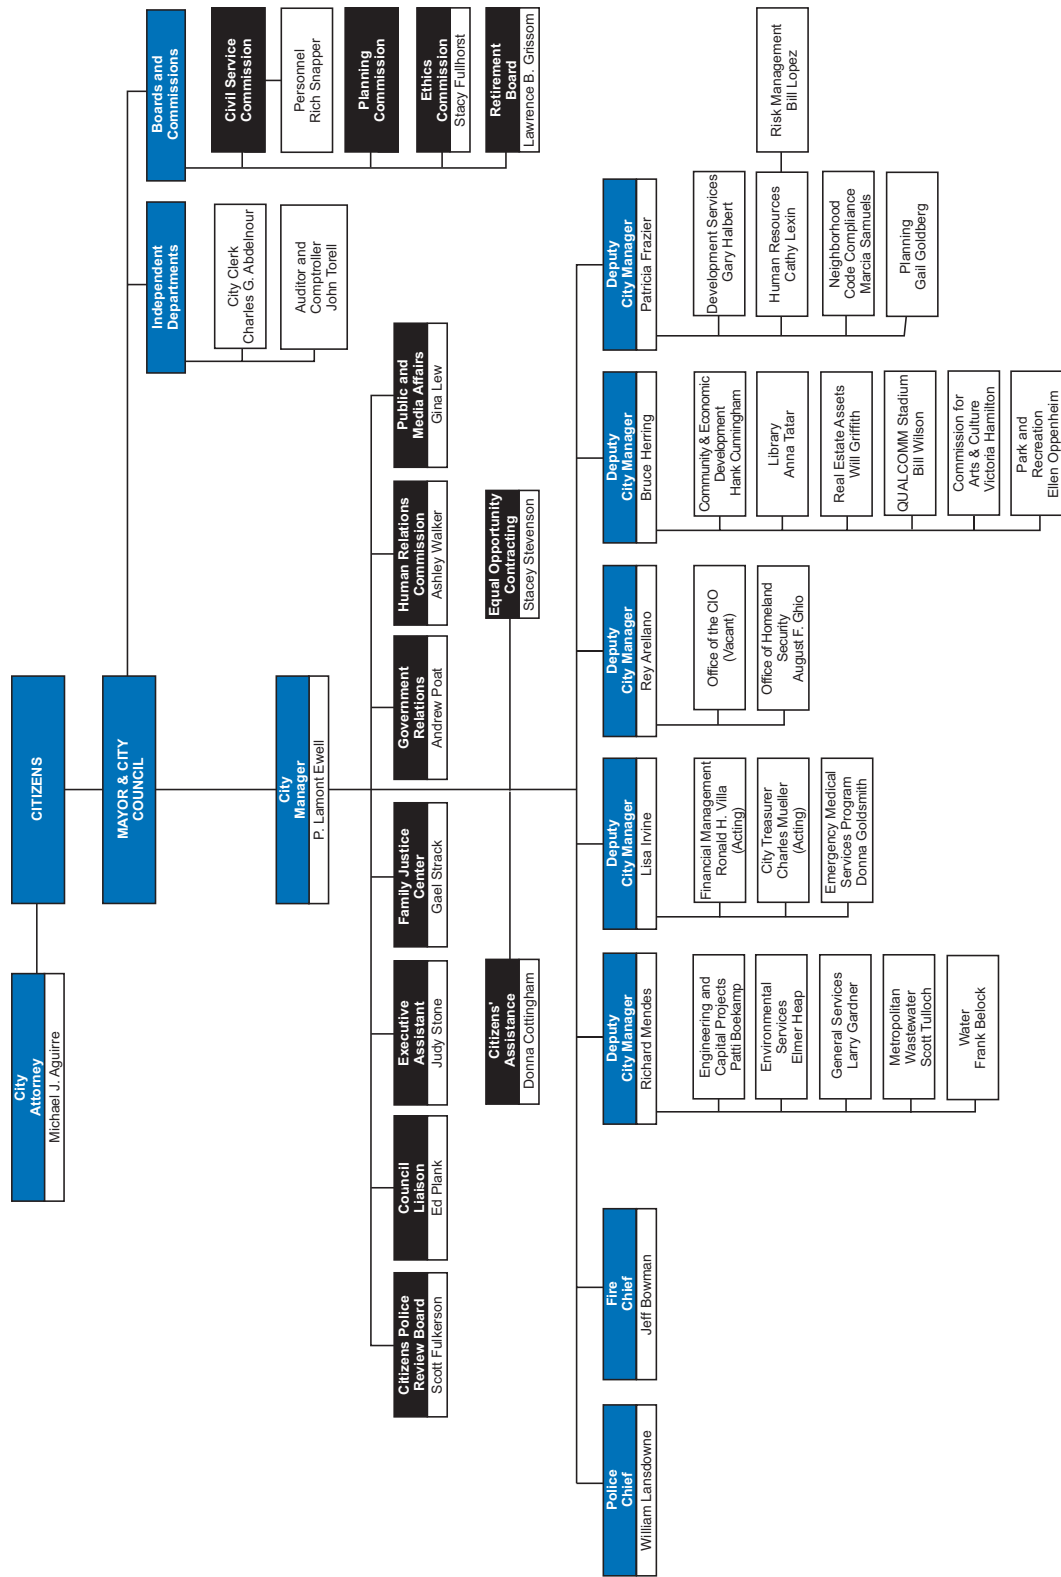 CITIZENS
City
Attorney
Michael J. Aguirre
MAYOR & CITY
COUNCIL
Independent
Departments
City Clerk
Charles G. Abdelnour
Auditor and
Comptroller
John Torell
Boards and
Commissions
Civil Service
Commission
Personnel
Rich Snapper
Planning
Commission
Ethics
Commission
Stacy Fullhorst
Retirement
Board
Lawrence B. Grissom
City
Manager
P. Lamont Ewell
Citizens Police
Review Board
Scott Fulkerson
Council
Liaison
Ed Plank
Executive
Assistant
Judy Stone
Family Justice
Center
Gael Strack
Government
Relations
Andrew Poat
Human Relations
Commission
Ashley Walker
Public and
Media Affairs
Gina Lew
Citizens'
Assistance
Donna Cottingham
Equal Opportunity
Contracting
Stacey Stevenson
Police
Chief
William Lansdowne
Fire
Chief
Jeff Bowman
Deputy
City Manager
Richard Mendes
Engineering and
Capital Projects
Patti Boekamp
Environmental
Services
Elmer Heap
General Services
Larry Gardner
Metropolitan
Wastewater
Scott Tulloch
Water
Frank Belock
Deputy
City Manager
Lisa Irvine
Financial Management
Ronald H. Villa
(Acting)
City Treasurer
Charles Mueller
(Acting)
Emergency Medical
Services Program
Donna Goldsmith
Deputy
City Manager
Rey Arellano
Office of the CIO
(Vacant)
Office of Homeland
Security
August F. Ghio
Deputy
City Manager
Bruce Herring
Community & Economic
Development
Hank Cunningham
Library
Anna Tatar
Real Estate Assets
Will Griffith
QUALCOMM Stadium
Bill Wilson
Commission for
Arts & Culture
Victoria Hamilton
Park and
Recreation
Ellen Oppenheim
Deputy
City Manager
Patricia Frazier
Development Services
Gary Halbert
Human Resources
Cathy Lexin
Risk Management
Bill Lopez
Neighborhood
Code Compliance
Marcia Samuels
Planning
Gail Goldberg